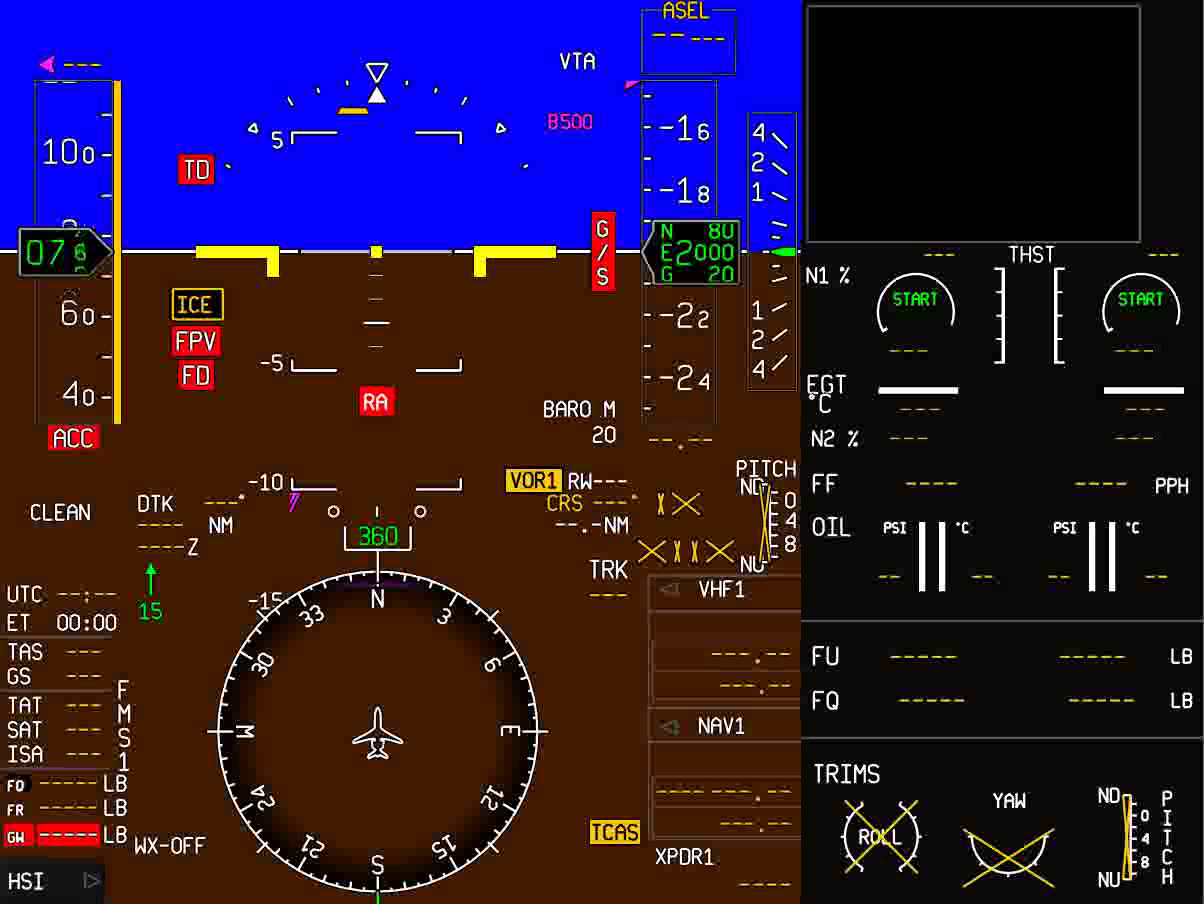 ASEL
-- ---
---
VTA
B500
100
5
TD
16
18
4
2
1
8
076
G/S
N 80
E2000
G 20
60
ICE
FPV
FD
-5
RA
40
ACC
22
24
1
2
4
BARO M
20
--.--
-10
VOR1 RW---
CRS ---°
--.-NM
PITCH
ND
0
4
8
NU
CLEAN
DTK
---°
NM
----
----Z
360
TRK
---
15
-15
UTC --:--
ET 00:00
TAS ---
GS ---
TAT ---
SAT ---
ISA ---
FMS1
FO ----- LB
FR ----- LB
GW ----- LB
WX-OFF
HSI
N
3
6
E
12
15
S
21
24
W
30
33
VHF1
---.--
---.--
NAV1
------.--
---.--
TCAS
XPDR1
----
THST
--- ---
N1 %
START START
--- ---
EGT
°C
--- ---
N2 % --- ---
FF ---- ---- PPH
OIL PSI °C PSI °C
-- -- -- --
FU ----- ----- LB
FQ ----- ----- LB
TRIMS
ROLL
YAW
ND
0
4
8
NU
PITCH